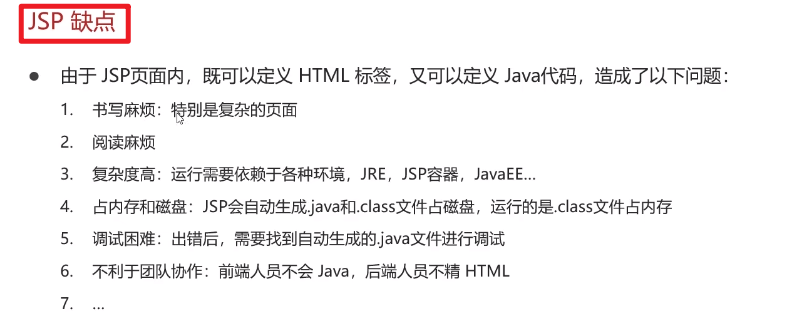 JSP 缺点
● 由于 JSP页面内，既可以定义 HTML 标签，又可以定义 Java代码，造成了以下问题：
1. 书写麻烦：特别是复杂的页面
2. 阅读麻烦
3. 复杂度高：运行需要依赖于各种环境，JRE，JSP容器，JavaEE…
4. 占内存和磁盘：JSP会自动生成.java和.class文件占磁盘，运行的是.class文件占内存
5. 调试困难：出错后，需要找到自动生成的.java文件进行调试
6. 不利于团队协作：前端人员不会 Java，后端人员不精 HTML
7. ...